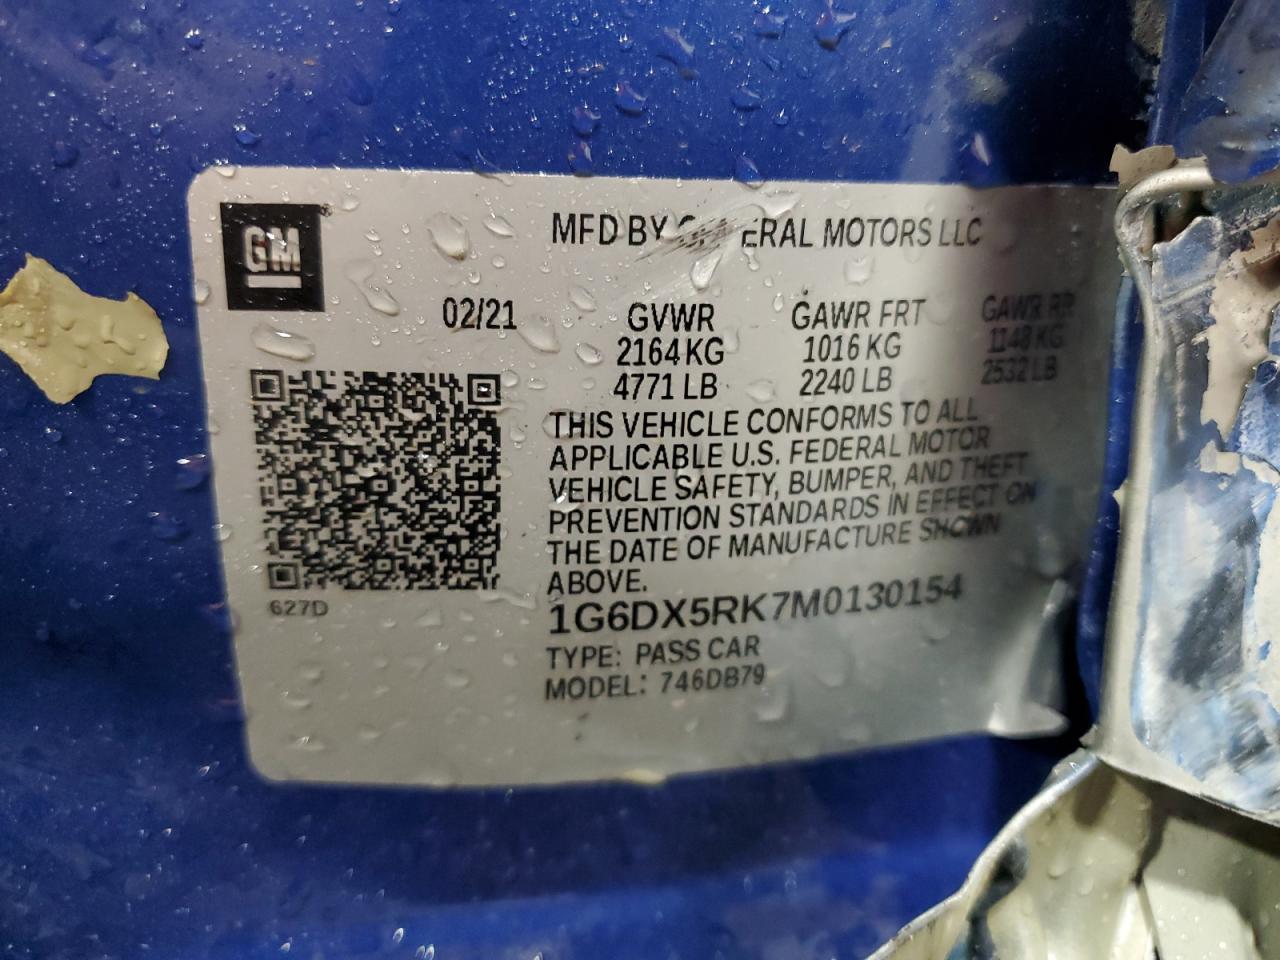 GM
MFD BY GENERAL MOTORS LLC
02/21 GVWR GAWR FRT GAWR RR
2164 KG 1016 KG 1148 KG
4771 LB 2240 LB 2532 LB
THIS VEHICLE CONFORMS TO ALL
APPLICABLE U.S. FEDERAL MOTOR
VEHICLE SAFETY, BUMPER, AND THEFT
PREVENTION STANDARDS IN EFFECT ON
THE DATE OF MANUFACTURE SHOWN
ABOVE.
627D
1G6DX5RK7M0130154
TYPE: PASS CAR
MODEL: 746DB79